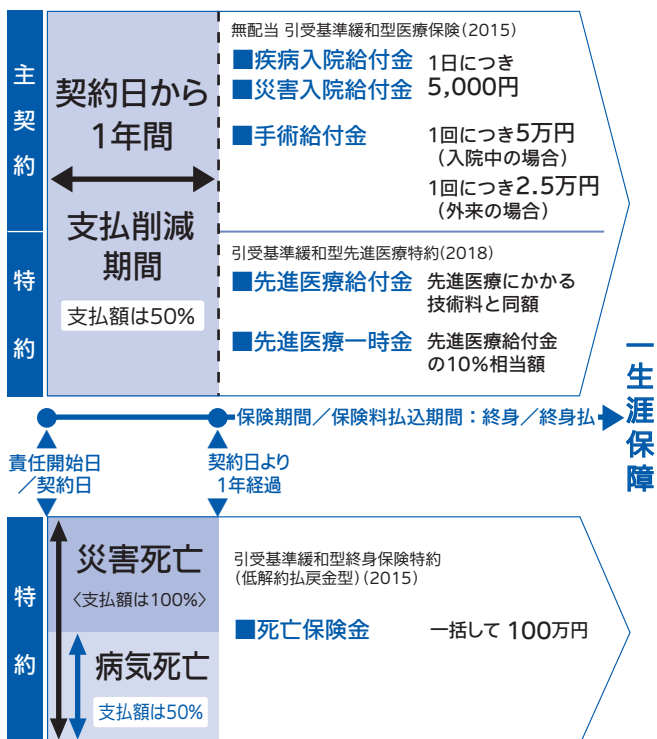 主契約
契約日から
1年間
支払削減
期間
支払額は50%
無配当 引受基準緩和型医療保険(2015)
■疾病入院給付金
■災害入院給付金
1日につき
5,000円
■手術給付金
1回につき5万円
(入院中の場合)
1回につき2.5万円
(外来の場合)
特約
引受基準緩和型先進医療特約(2018)
■先進医療給付金
先進医療にかかる
技術料と同額
■先進医療一時金
先進医療給付金
の10%相当額
一生涯保障
保険期間/保険料払込期間:終身/終身払
責任開始日
/契約日
契約日より
1年経過
特約
災害死亡
〈支払額は100%〉
病気死亡
支払額は50%
引受基準緩和型終身保険特約
(低解約払戻金型)(2015)
■死亡保険金
一括して 100万円